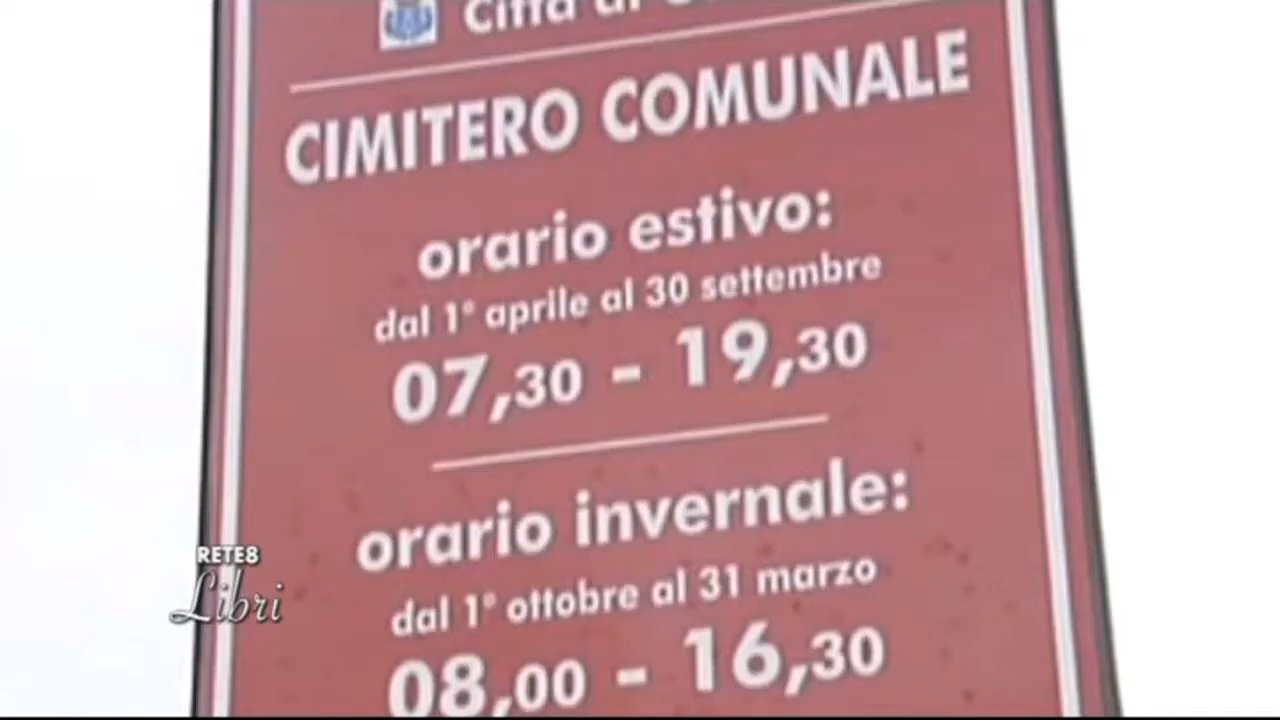 Città di
CIMITERO COMUNALE
orario estivo:
dal 1° aprile al 30 settembre
07,30 - 19,30
orario invernale:
dal 1° ottobre al 31 marzo
08,00 - 16,30
RETE8
Libri